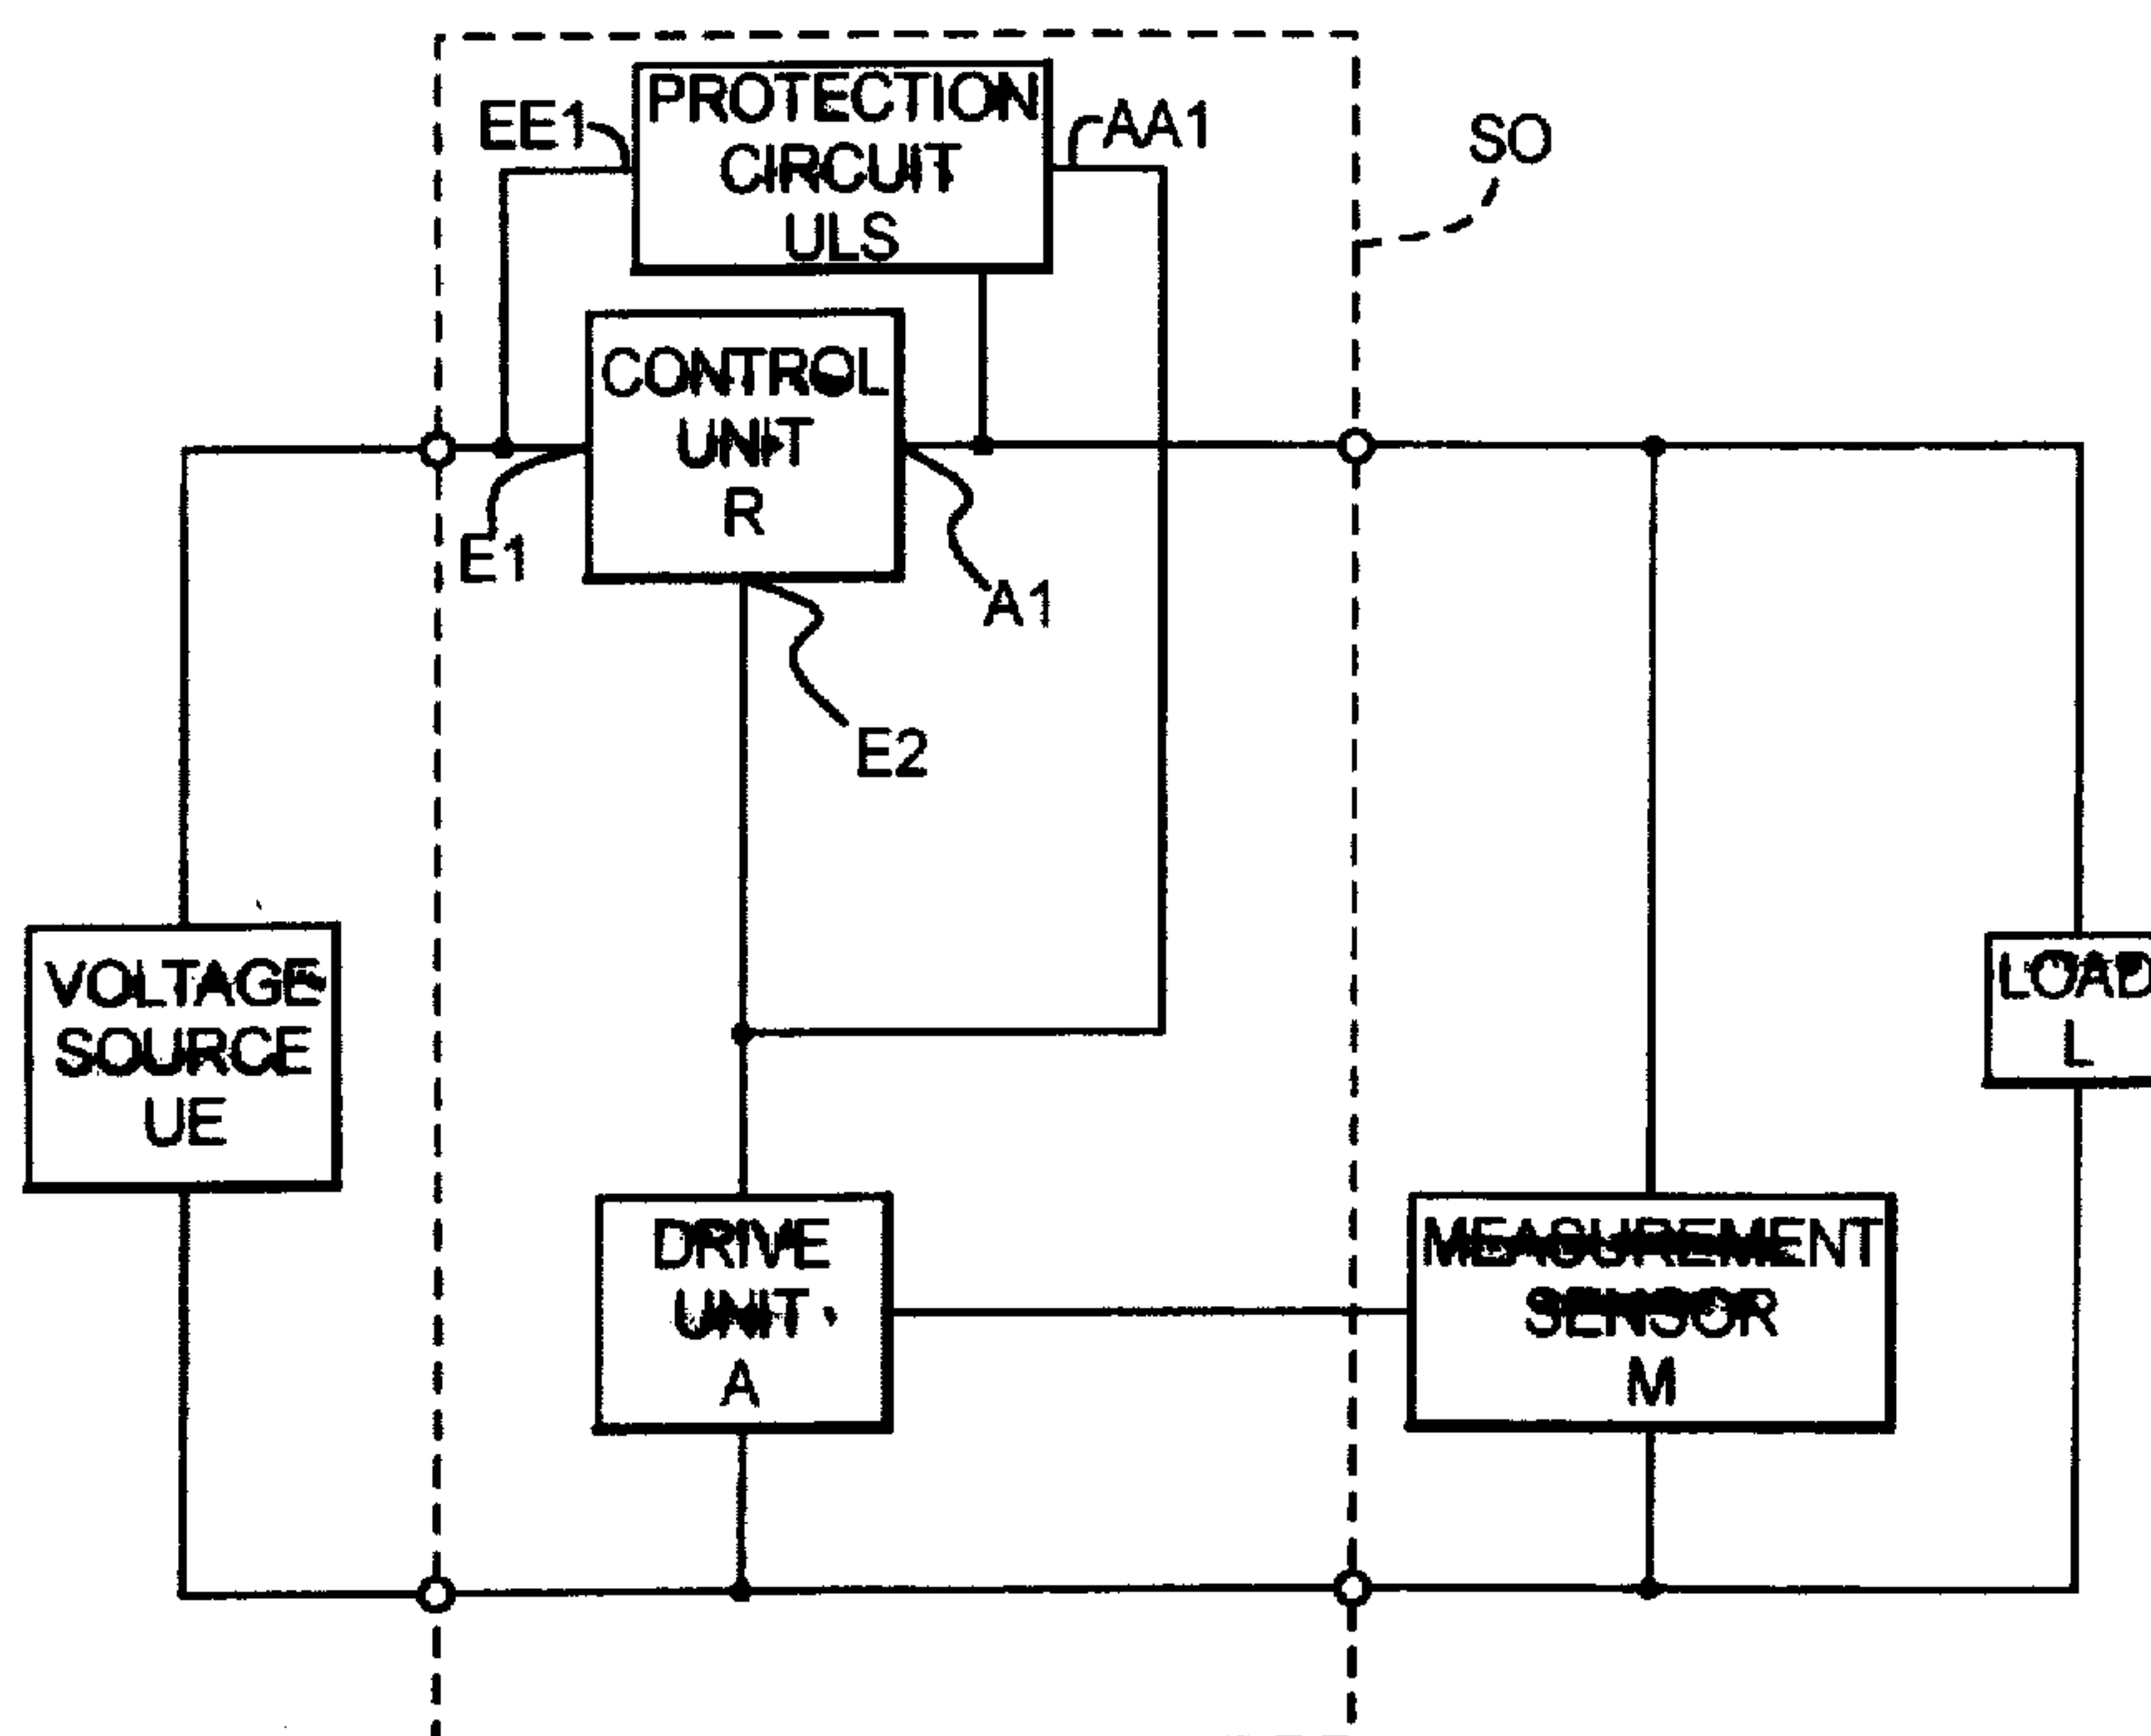 PROTECTION
CIRCUIT
ULS
EE1
AA1
SO
CONTROL
UNIT
R
E1
A1
E2
VOLTAGE
SOURCE
UE
LOAD
L
DRIVE
UNIT
A
MEASUREMENT
SENSOR
M